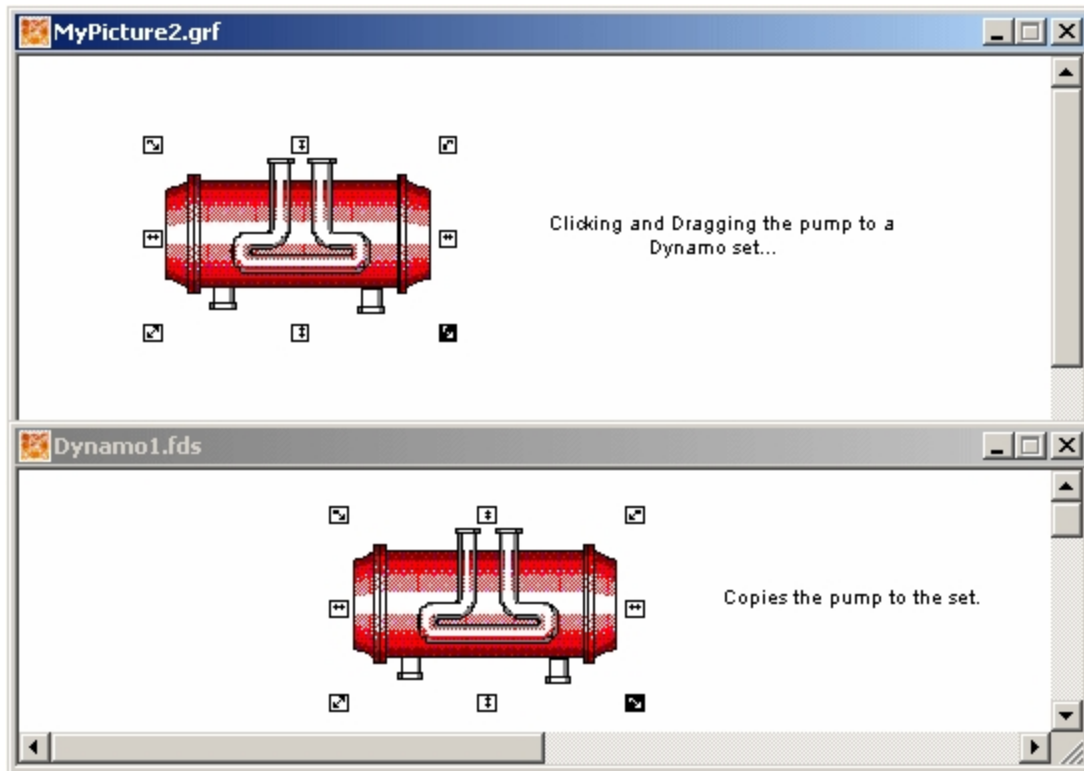 MyPicture2.grf
Clicking and Dragging the pump to a
Dynamo set...
Dynamo1.fds
Copies the pump to the set.